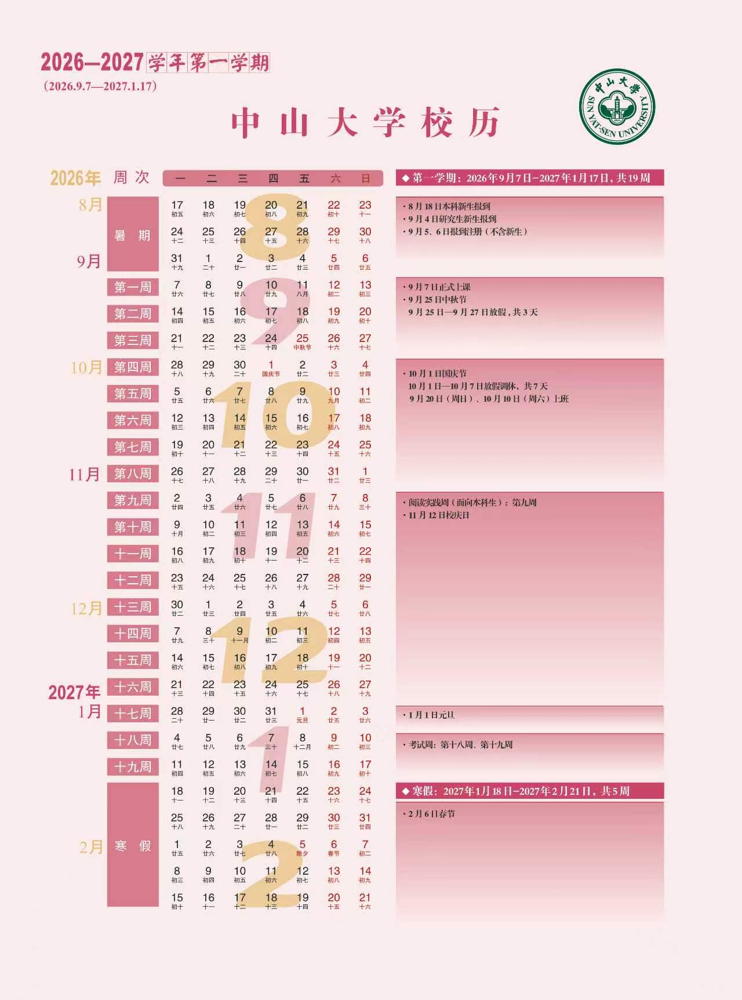 2026—2027学年第一学期
（2026.9.7—2027.1.17）
中山大学校历
中山大学
SUN YAT-SEN UNIVERSITY
2026年 周次 一 二 三 四 五 六 日
◆ 第一学期：2026年9月7日-2027年1月17日, 共19周
8月
暑 期
17 18 19 20 21 22 23
初五 初六 初七 初八 初九 初十 十一
24 25 26 27 28 29 30
十二 十三 十四 十五 十六 十七 十八
9月
31 1 2 3 4 5 6
十九 二十 廿一 廿二 廿三 廿四 廿五
8
· 8月18日本科新生报到
· 9月4日研究生新生报到
· 9月5、6日报到注册（不含新生）
第一周 7 8 9 10 11 12 13
廿六 廿七 廿八 廿九 八月 初二 初三
第二周 14 15 16 17 18 19 20
初四 初五 初六 初七 初八 初九 初十
第三周 21 22 23 24 25 26 27
十一 十二 十三 十四 中秋节 十六 十七
9
· 9月7日正式上课
· 9月25日中秋节
9月25日—9月27日放假,共3天
10月 第四周 28 29 30 1 2 3 4
十八 十九 二十 国庆节 廿二 廿三 廿四
第五周 5 6 7 8 9 10 11
廿五 廿六 廿七 廿八 廿九 九月 初二
第六周 12 13 14 15 16 17 18
初三 初四 初五 初六 初七 初八 初九
第七周 19 20 21 22 23 24 25
初十 十一 十二 十三 十四 十五 十六
11月 第八周 26 27 28 29 30 31 1
十七 十八 十九 二十 廿一 廿二 廿三
10
· 10月1日国庆节
10月1日—10月7日放假调休，共7天
9月20日（周日）、10月10日（周六）上班
第九周 2 3 4 5 6 7 8
廿四 廿五 廿六 廿七 廿八 廿九 三十
第十周 9 10 11 12 13 14 15
十月 初二 初三 初四 初五 初六 初七
十一周 16 17 18 19 20 21 22
初八 初九 初十 十一 十二 十三 十四
十二周 23 24 25 26 27 28 29
十五 十六 十七 十八 十九 二十 廿一
11
· 阅读实践周（面向本科生）：第九周
· 11月12日校庆日
12月 十三周 30 1 2 3 4 5 6
廿二 廿三 廿四 廿五 廿六 廿七 廿八
十四周 7 8 9 10 11 12 13
廿九 三十 十一月 初二 初三 初四 初五
十五周 14 15 16 17 18 19 20
初六 初七 初八 初九 初十 十一 十二
十六周 21 22 23 24 25 26 27
十三 十四 十五 十六 十七 十八 十九
12
2027年
1月 十七周 28 29 30 31 1 2 3
二十 廿一 廿二 廿三 元旦 廿五 廿六
· 1月1日元旦
十八周 4 5 6 7 8 9 10
廿七 廿八 廿九 三十 十二月 初二 初三
· 考试周：第十八周、第十九周
十九周 11 12 13 14 15 16 17
初四 初五 初六 初七 初八 初九 初十
1
◆ 寒假：2027年1月18日-2027年2月21日，共5周
寒 假
18 19 20 21 22 23 24
十一 十二 十三 十四 十五 十六 十七
25 26 27 28 29 30 31
十八 十九 二十 廿一 廿二 廿三 廿四
2月
1 2 3 4 5 6 7
廿五 廿六 廿七 廿八 除夕 春节 初二
8 9 10 11 12 13 14
初三 初四 初五 初六 初七 初八 初九
15 16 17 18 19 20 21
初十 十一 十二 十三 十四 十五 十六
2
· 2月6日春节